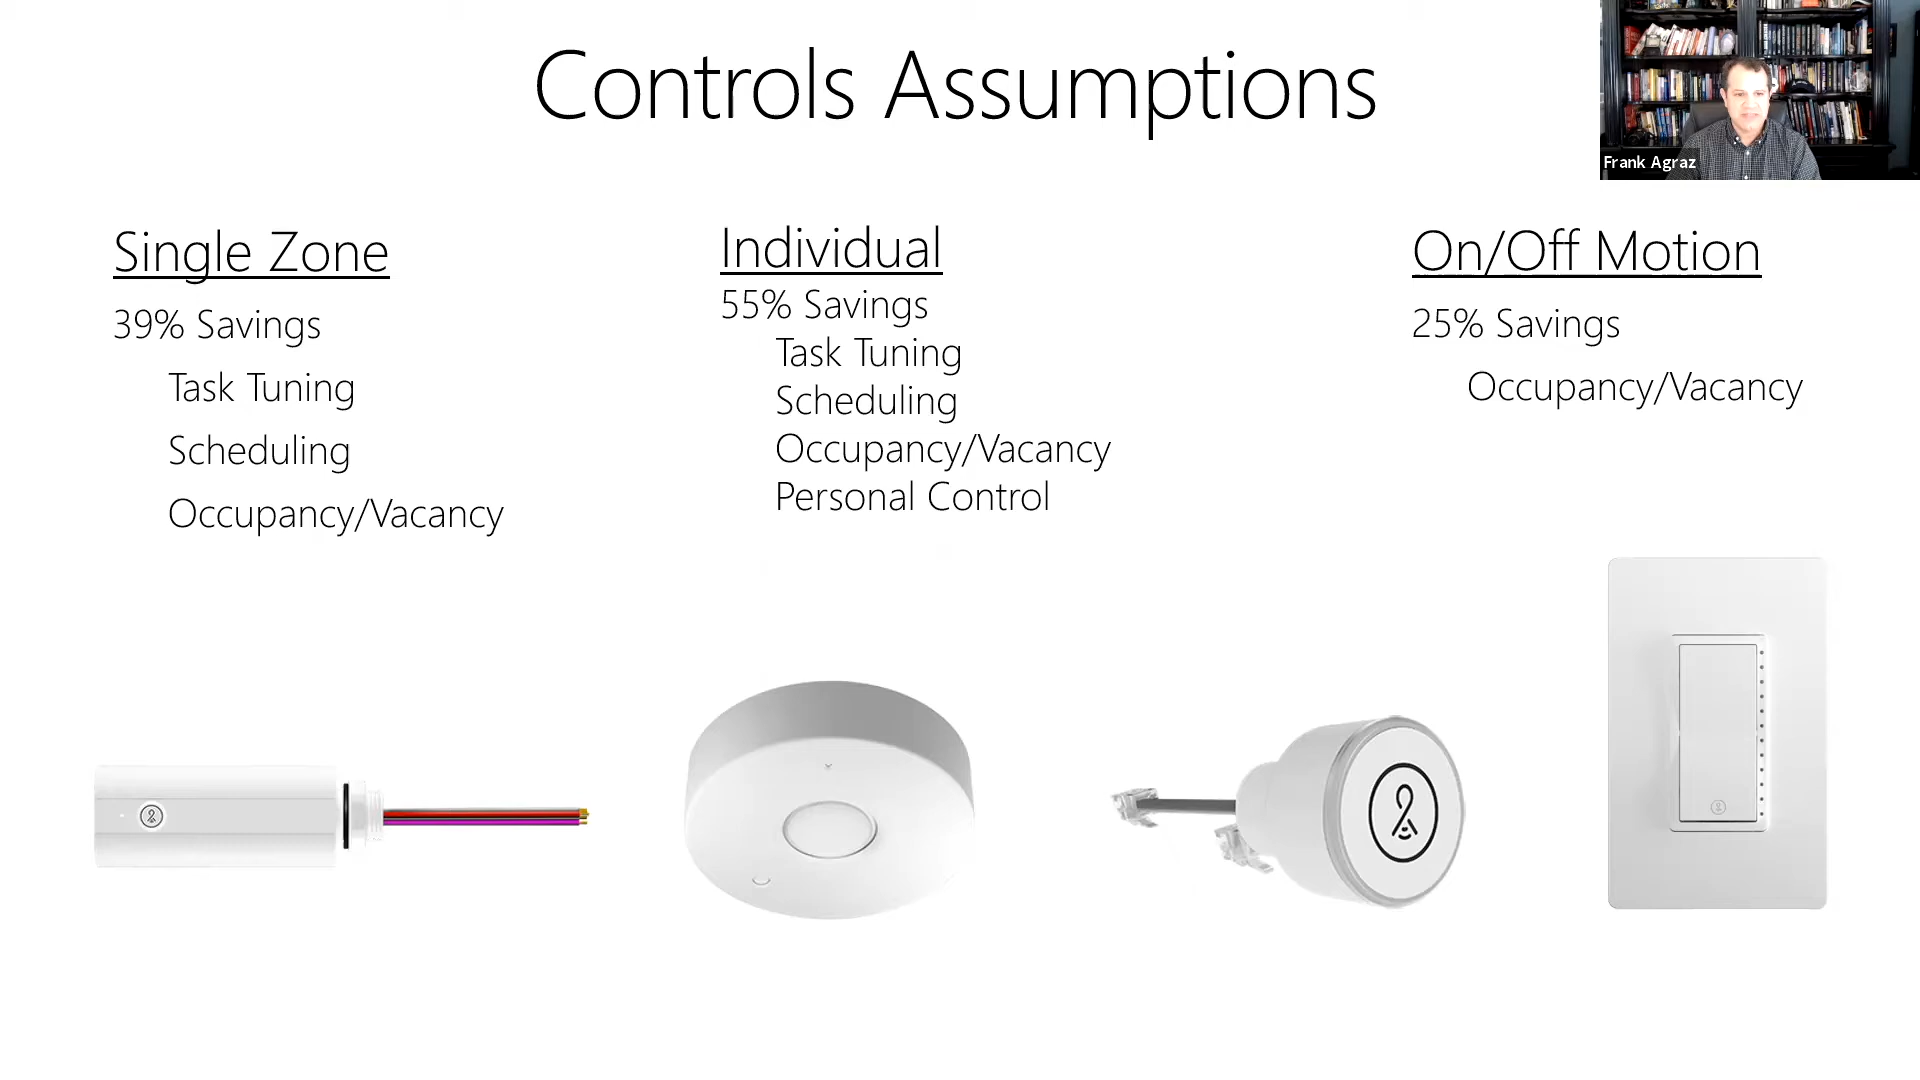 Controls Assumptions
Frank Agraz
Single Zone
39% Savings
Task Tuning
Scheduling
Occupancy/Vacancy
Individual
55% Savings
Task Tuning
Scheduling
Occupancy/Vacancy
Personal Control
On/Off Motion
25% Savings
Occupancy/Vacancy